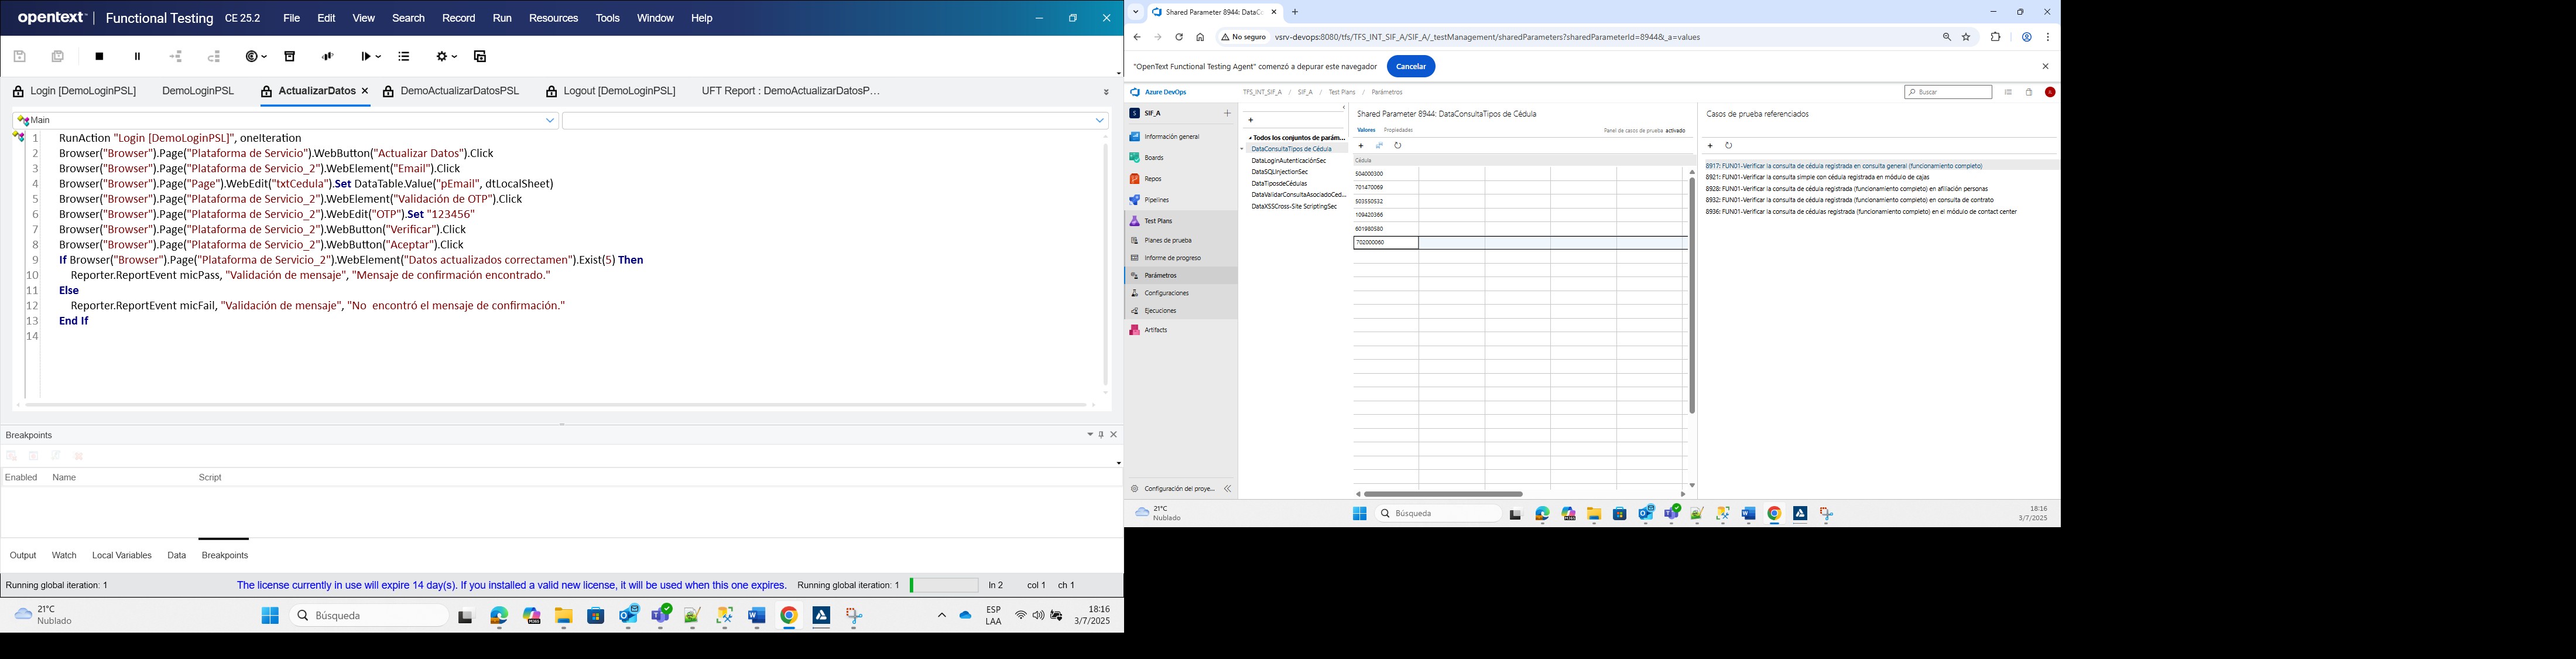 opentext | Functional Testing CE 25.2 File Edit View Search Record Run Resources Tools Window Help
Login [DemoLoginPSL] DemoLoginPSL ActualizarDatos DemoActualizarDatosPSL Logout [DemoLoginPSL] UFT Report : DemoActualizarDatosP...
Main
1 RunAction "Login [DemoLoginPSL]", oneIteration
2 Browser("Browser").Page("Plataforma de Servicio").WebButton("Actualizar Datos").Click
3 Browser("Browser").Page("Plataforma de Servicio_2").WebElement("Email").Click
4 Browser("Browser").Page("Page").WebEdit("txtCedula").Set DataTable.Value("pEmail", dtLocalSheet)
5 Browser("Browser").Page("Plataforma de Servicio_2").WebElement("Validación de OTP").Click
6 Browser("Browser").Page("Plataforma de Servicio_2").WebEdit("OTP").Set "123456"
7 Browser("Browser").Page("Plataforma de Servicio_2").WebButton("Verificar").Click
8 Browser("Browser").Page("Plataforma de Servicio_2").WebButton("Aceptar").Click
9 If Browser("Browser").Page("Plataforma de Servicio_2").WebElement("Datos actualizados correctamen").Exist(5) Then
10 Reporter.ReportEvent micPass, "Validación de mensaje", "Mensaje de confirmación encontrado."
11 Else
12 Reporter.ReportEvent micFail, "Validación de mensaje", "No  encontró el mensaje de confirmación."
13 End If
14
Breakpoints
Enabled Name Script
Output Watch Local Variables Data Breakpoints
Running global iteration: 1 The license currently in use will expire 14 day(s). If you installed a valid new license, it will be used when this one expires. Running global iteration: 1 ln 2 col 1 ch 1
21°C
Nublado
Búsqueda
ESP
LAA
18:16
3/7/2025
Shared Parameter 8944: DataC
No seguro vsrv-devops:8080/tfs/TFS_INT_SIF_A/SIF_A/_testManagement/sharedParameters?sharedParameterId=8944&_a=values
"OpenText Functional Testing Agent" comenzó a depurar este navegador Cancelar
Azure DevOps TFS_INT_SIF_A / SIF_A / Test Plans / Parámetros Buscar
S SIF_A
Información general
Boards
Repos
Pipelines
Test Plans
Planes de prueba
Informe de progreso
Parámetros
Configuraciones
Ejecuciones
Artifacts
Configuración del proye...
Todos los conjuntos de parám...
DataConsultaTipos de Cédula
DataLoginAutenticaciónSec
DataSQLInjectionSec
DataTiposdeCédulas
DataValidarConsultaAsociadoCed...
DataXSSCross-Site ScriptingSec
Shared Parameter 8944: DataConsultaTipos de Cédula
Valores Propiedades Panel de casos de prueba activado
Cédula
504000300
701470069
503550532
109420366
601980580
702000060
Casos de prueba referenciados
8917: FUN01-Verificar la consulta de cédula registrada en consulta general (funcionamiento completo)
8921: FUN01-Verificar la consulta simple con cédula registrada en módulo de cajas
8928: FUN01-Verificar la consulta de cédula registrada (funcionamiento completo) en afiliación personas
8932: FUN01-Verificar la consulta de cédula registrada (funcionamiento completo) en consulta de contrato
8936: FUN01-Verificar la consulta de cédulas registrada (funcionamiento completo) en el módulo de contact center
21°C
Nublado
Búsqueda
18:16
3/7/2025